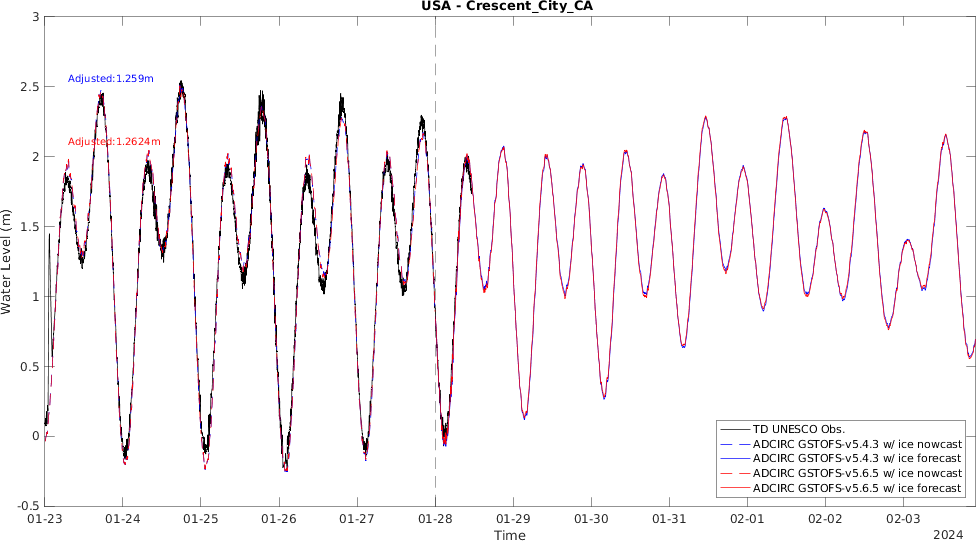 USA - Crescent_City_CA
3
2.5
2
1.5
1
0.5
0
-0.5
Water Level (m)
Adjusted:1.259m
Adjusted:1.2624m
TD UNESCO Obs.
ADCIRC GSTOFS-v5.4.3 w/ ice nowcast
ADCIRC GSTOFS-v5.4.3 w/ ice forecast
ADCIRC GSTOFS-v5.6.5 w/ ice nowcast
ADCIRC GSTOFS-v5.6.5 w/ ice forecast
01-23 01-24 01-25 01-26 01-27 01-28 01-29 01-30 01-31 02-01 02-02 02-03
Time
2024